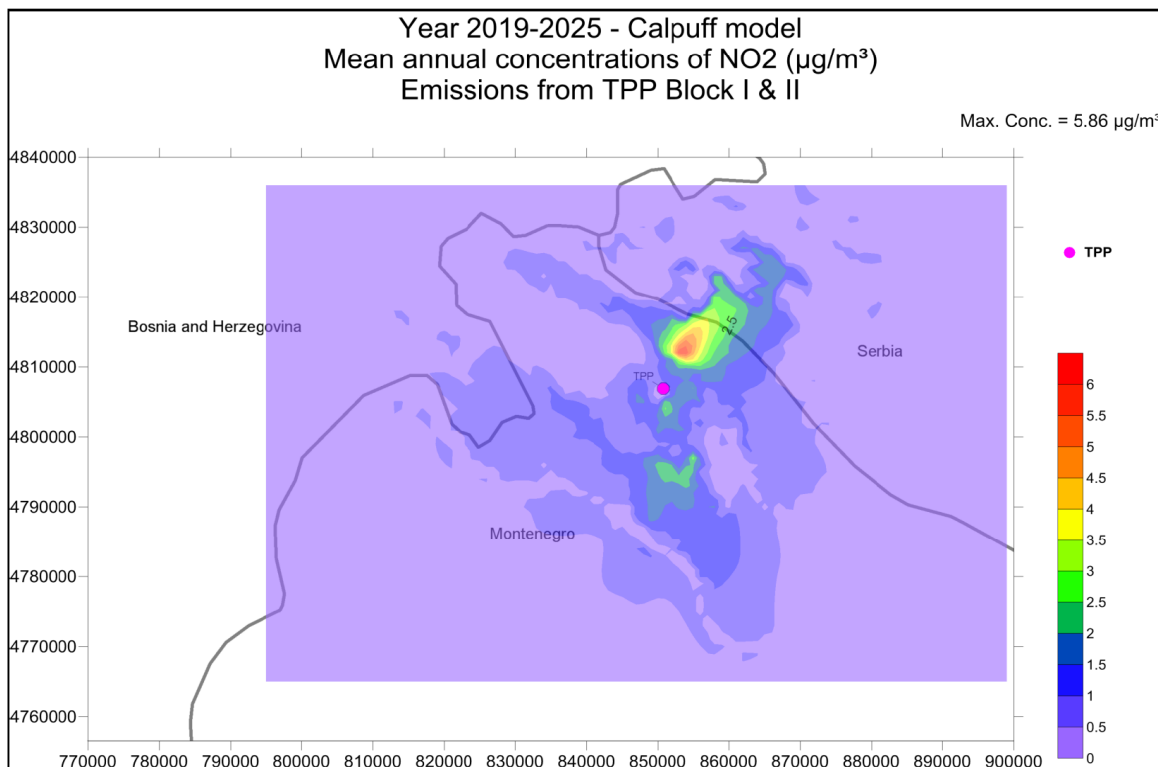 Year 2019-2025 - Calpuff model
Mean annual concentrations of NO2 (µg/m³)
Emissions from TPP Block I & II
Max. Conc. = 5.86 µg/m³
4840000
4830000
4820000
4810000
4800000
4790000
4780000
4770000
4760000
Bosnia and Herzegovina
2.5
Serbia
TPP
Montenegro
TPP
6
5.5
5
4.5
4
3.5
3
2.5
2
1.5
1
0.5
0
770000 780000 790000 800000 810000 820000 830000 840000 850000 860000 870000 880000 890000 900000